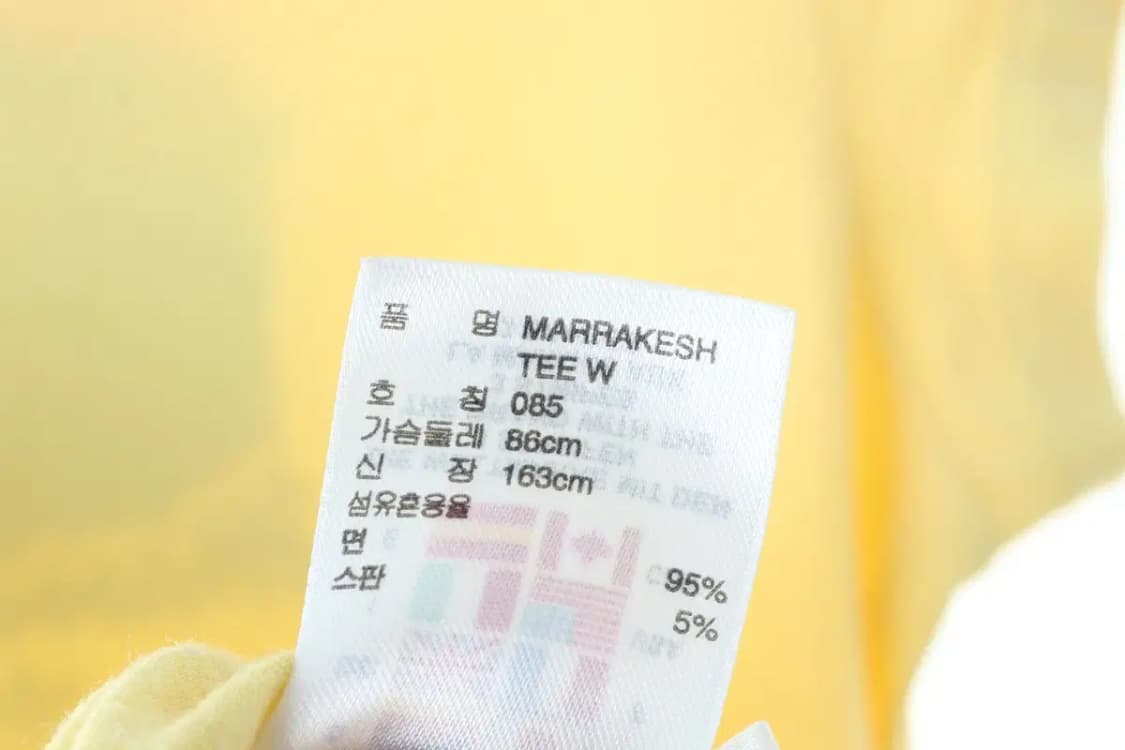 품 명 MARRAKESH
TEE W
호 칭 085
가슴둘레 86cm
신 장 163cm
섬유혼용율
면 95%
스판 5%